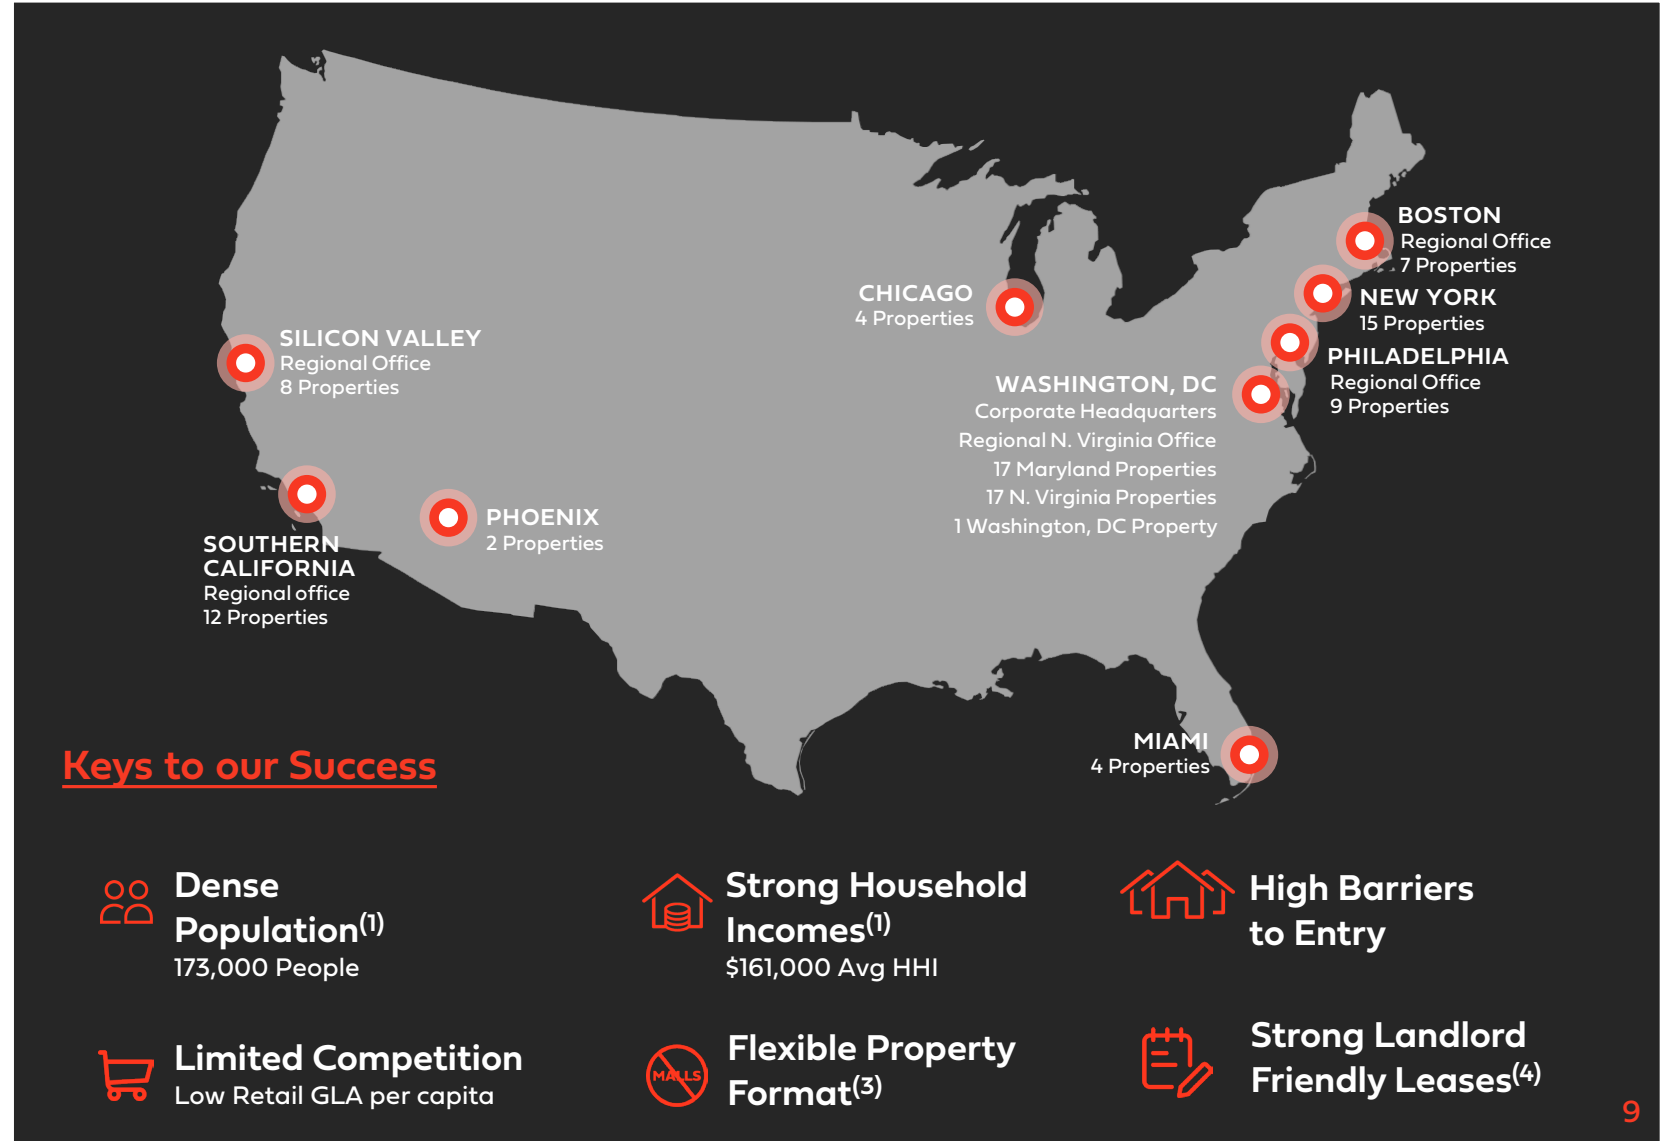 BOSTON
Regional Office
7 Properties
CHICAGO
4 Properties
NEW YORK
15 Properties
SILICON VALLEY
Regional Office
8 Properties
PHILADELPHIA
Regional Office
9 Properties
WASHINGTON, DC
Corporate Headquarters
Regional N. Virginia Office
17 Maryland Properties
17 N. Virginia Properties
1 Washington, DC Property
PHOENIX
2 Properties
SOUTHERN
CALIFORNIA
Regional office
12 Properties
MIAMI
4 Properties
Keys to our Success
Dense
Population(1)
173,000 People
Strong Household
Incomes(1)
$161,000 Avg HHI
High Barriers
to Entry
Limited Competition
Low Retail GLA per capita
MALLS
Flexible Property
Format(3)
Strong Landlord
Friendly Leases(4)
9